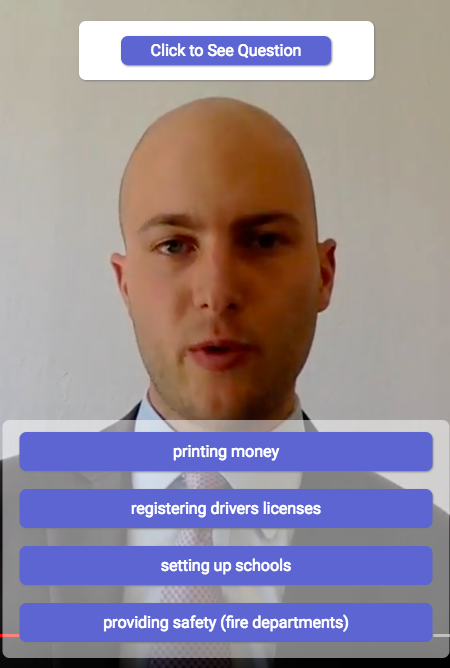 Click to See Question
printing money
registering drivers licenses
setting up schools
providing safety (fire departments)